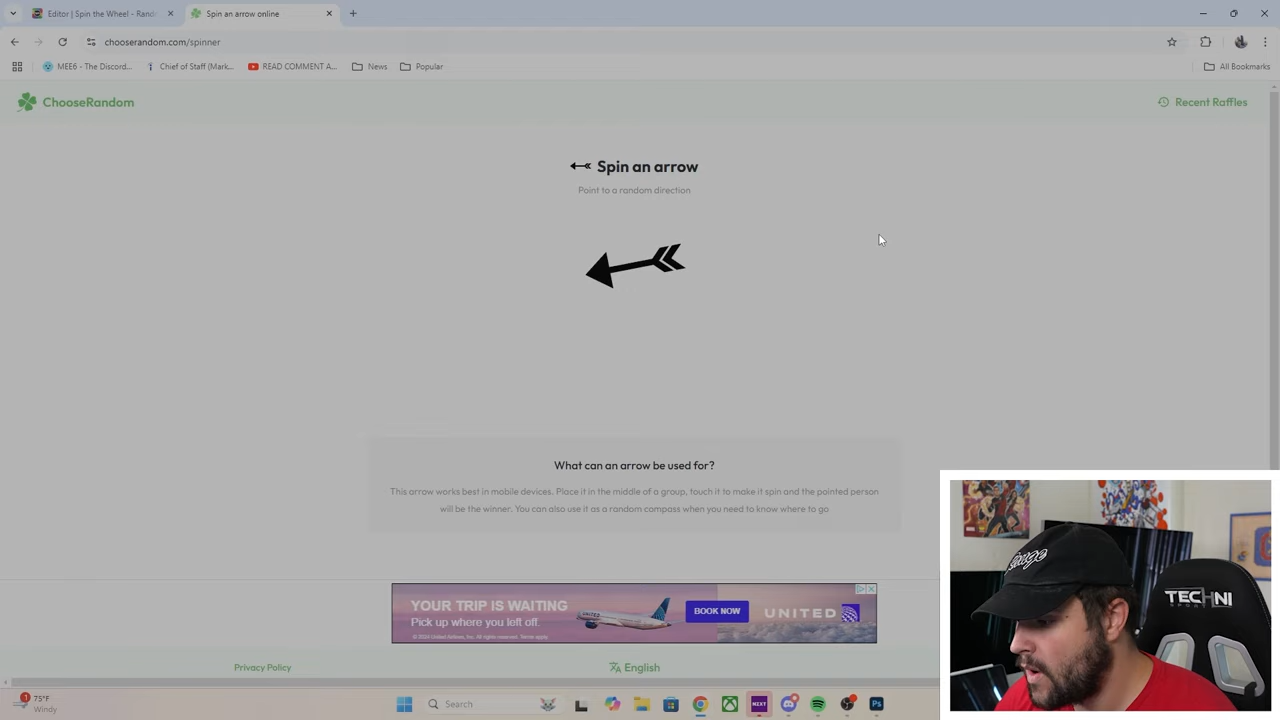 Editor | Spin the Wheel - Rand
Spin an arrow online
chooserandom.com/spinner
MEE6 - The Discord...
Chief of Staff (Mark...
READ COMMENT A...
News
Popular
All Bookmarks
ChooseRandom
Recent Raffles
Spin an arrow
Point to a random direction
What can an arrow be used for?
This arrow works best in mobile devices. Place it in the middle of a group, touch it to make it spin and the pointed person
will be the winner. You can also use it as a random compass when you need to know where to go
YOUR TRIP IS WAITING
Pick up where you left off.
BOOK NOW
UNITED
Privacy Policy
English
TECHNI
SPORT
1
75°F
Windy
Search
NZXT
Ps